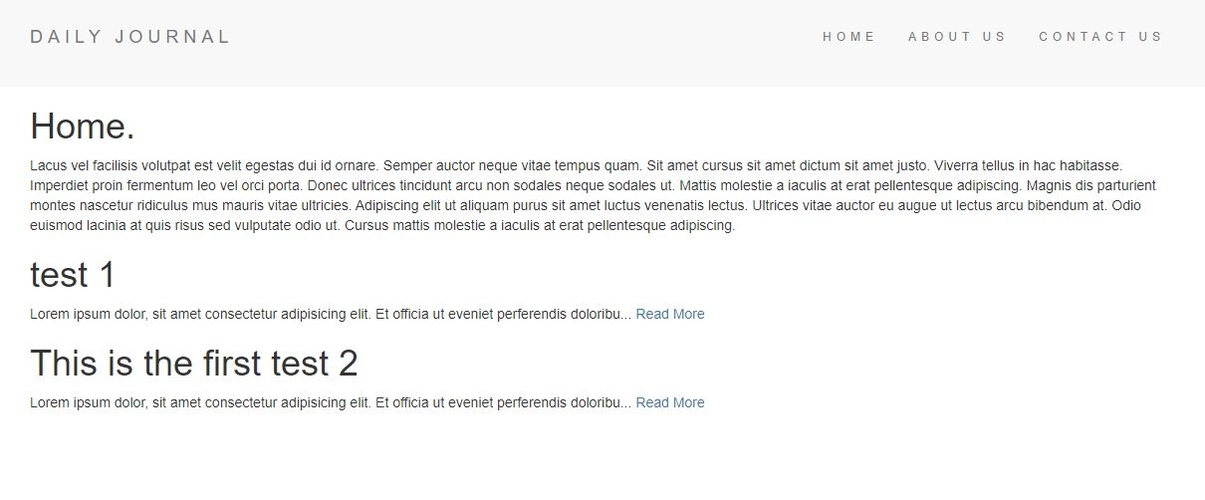 DAILY JOURNAL
HOME ABOUT US CONTACT US
Home.
Lacus vel facilisis volutpat est velit egestas dui id ornare. Semper auctor neque vitae tempus quam. Sit amet cursus sit amet dictum sit amet justo. Viverra tellus in hac habitasse.
Imperdiet proin fermentum leo vel orci porta. Donec ultrices tincidunt arcu non sodales neque sodales ut. Mattis molestie a iaculis at erat pellentesque adipiscing. Magnis dis parturient
montes nascetur ridiculus mus mauris vitae ultricies. Adipiscing elit ut aliquam purus sit amet luctus venenatis lectus. Ultrices vitae auctor eu augue ut lectus arcu bibendum at. Odio
euismod lacinia at quis risus sed vulputate odio ut. Cursus mattis molestie a iaculis at erat pellentesque adipiscing.
test 1
Lorem ipsum dolor, sit amet consectetur adipisicing elit. Et officia ut eveniet perferendis doloribu... Read More
This is the first test 2
Lorem ipsum dolor, sit amet consectetur adipisicing elit. Et officia ut eveniet perferendis doloribu... Read More